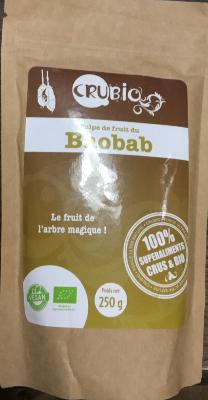 CRUBIO
Pulpe de fruit du
Baobab
Le fruit de
l'arbre magique !
100%
SUPERALIMENTS
CRUS & BIO
VEGAN
Poids net
250 g